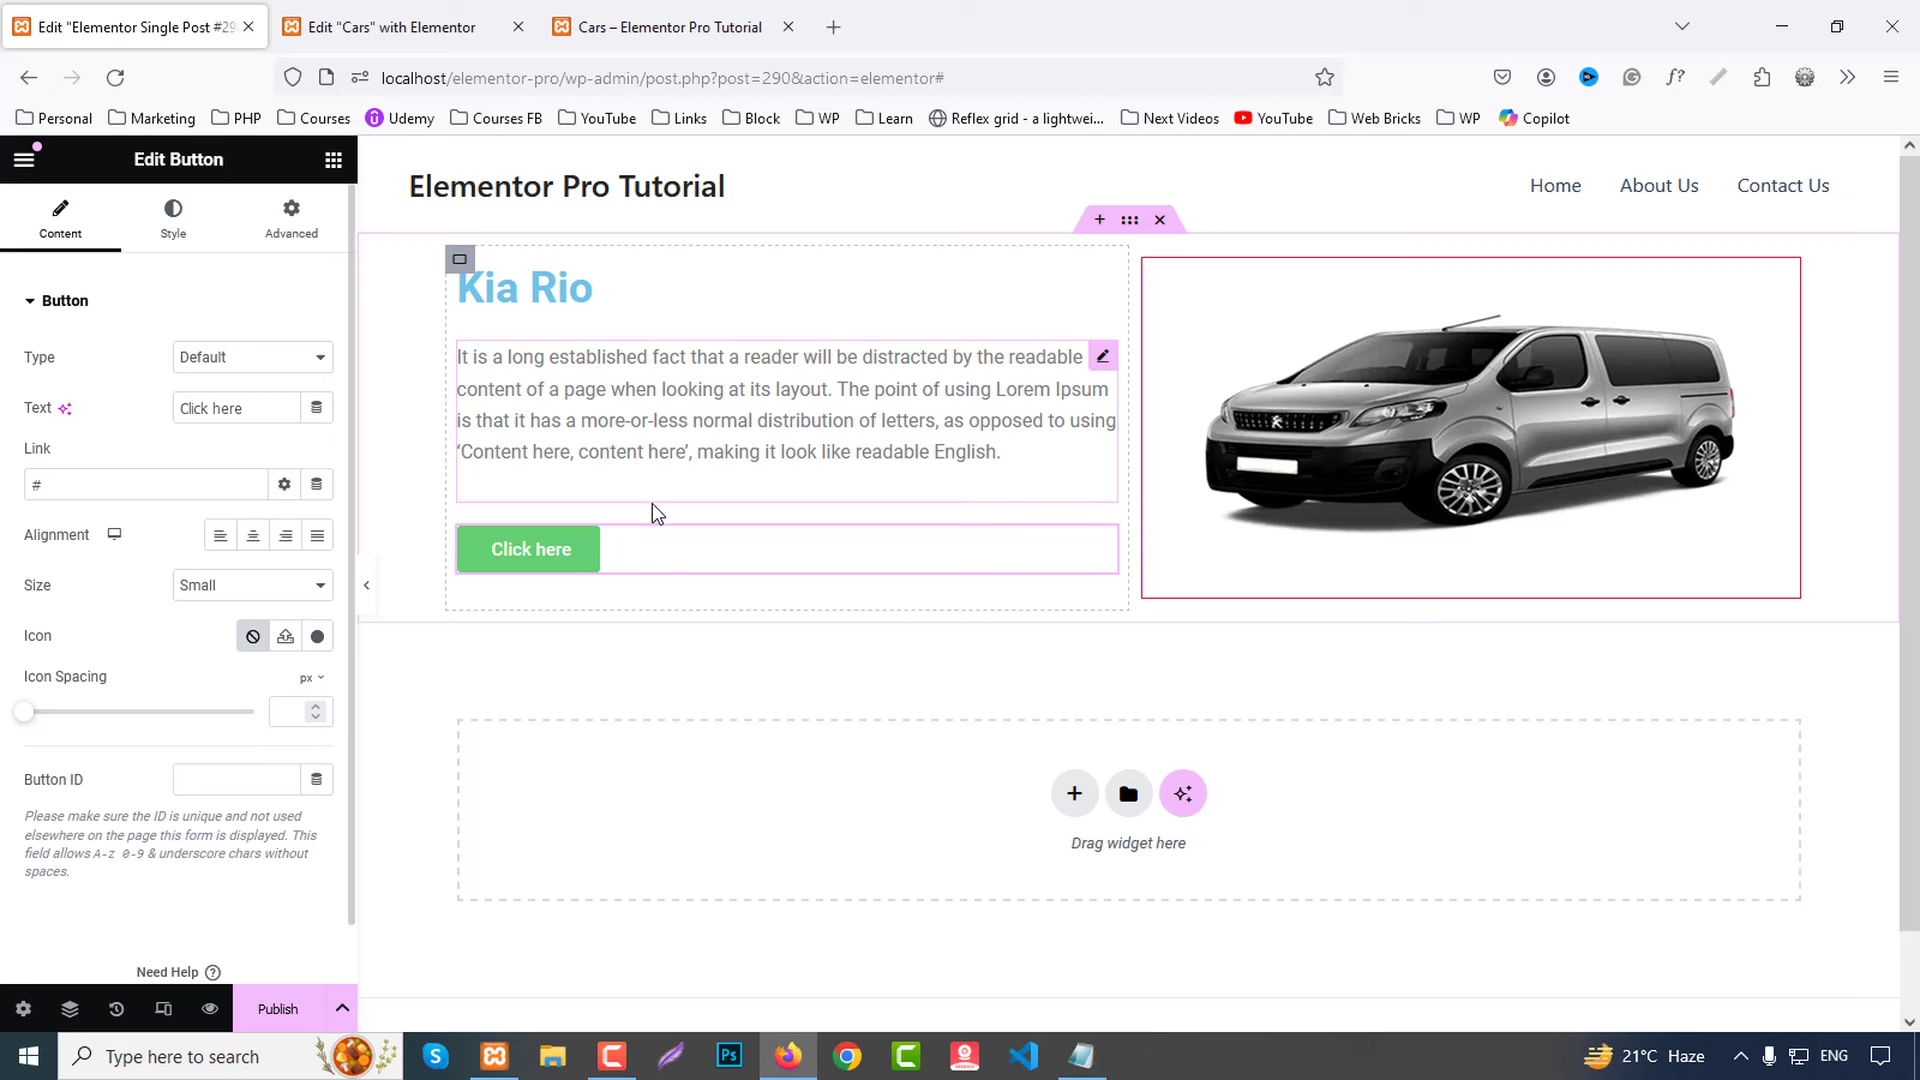 Edit "Elementor Single Post #29
Edit "Cars" with Elementor
Cars – Elementor Pro Tutorial
localhost/elementor-pro/wp-admin/post.php?post=290&action=elementor#
f?
Personal
Marketing
PHP
Courses
Udemy
Courses FB
YouTube
Links
Block
WP
Learn
Reflex grid - a lightwei...
Next Videos
YouTube
Web Bricks
WP
Copilot
Edit Button
Content
Style
Advanced
Button
Type
Default
Text
Click here
Link
#
Alignment
Size
Small
Icon
Icon Spacing
px
Button ID
Please make sure the ID is unique and not used
elsewhere on the page this form is displayed. This
field allows A-z 0-9 & underscore chars without
spaces.
Need Help ?
Publish
Elementor Pro Tutorial
Home
About Us
Contact Us
Kia Rio
It is a long established fact that a reader will be distracted by the readable
content of a page when looking at its layout. The point of using Lorem Ipsum
is that it has a more-or-less normal distribution of letters, as opposed to using
‘Content here, content here’, making it look like readable English.
Click here
Drag widget here
Type here to search
Ps
21°C Haze
ENG